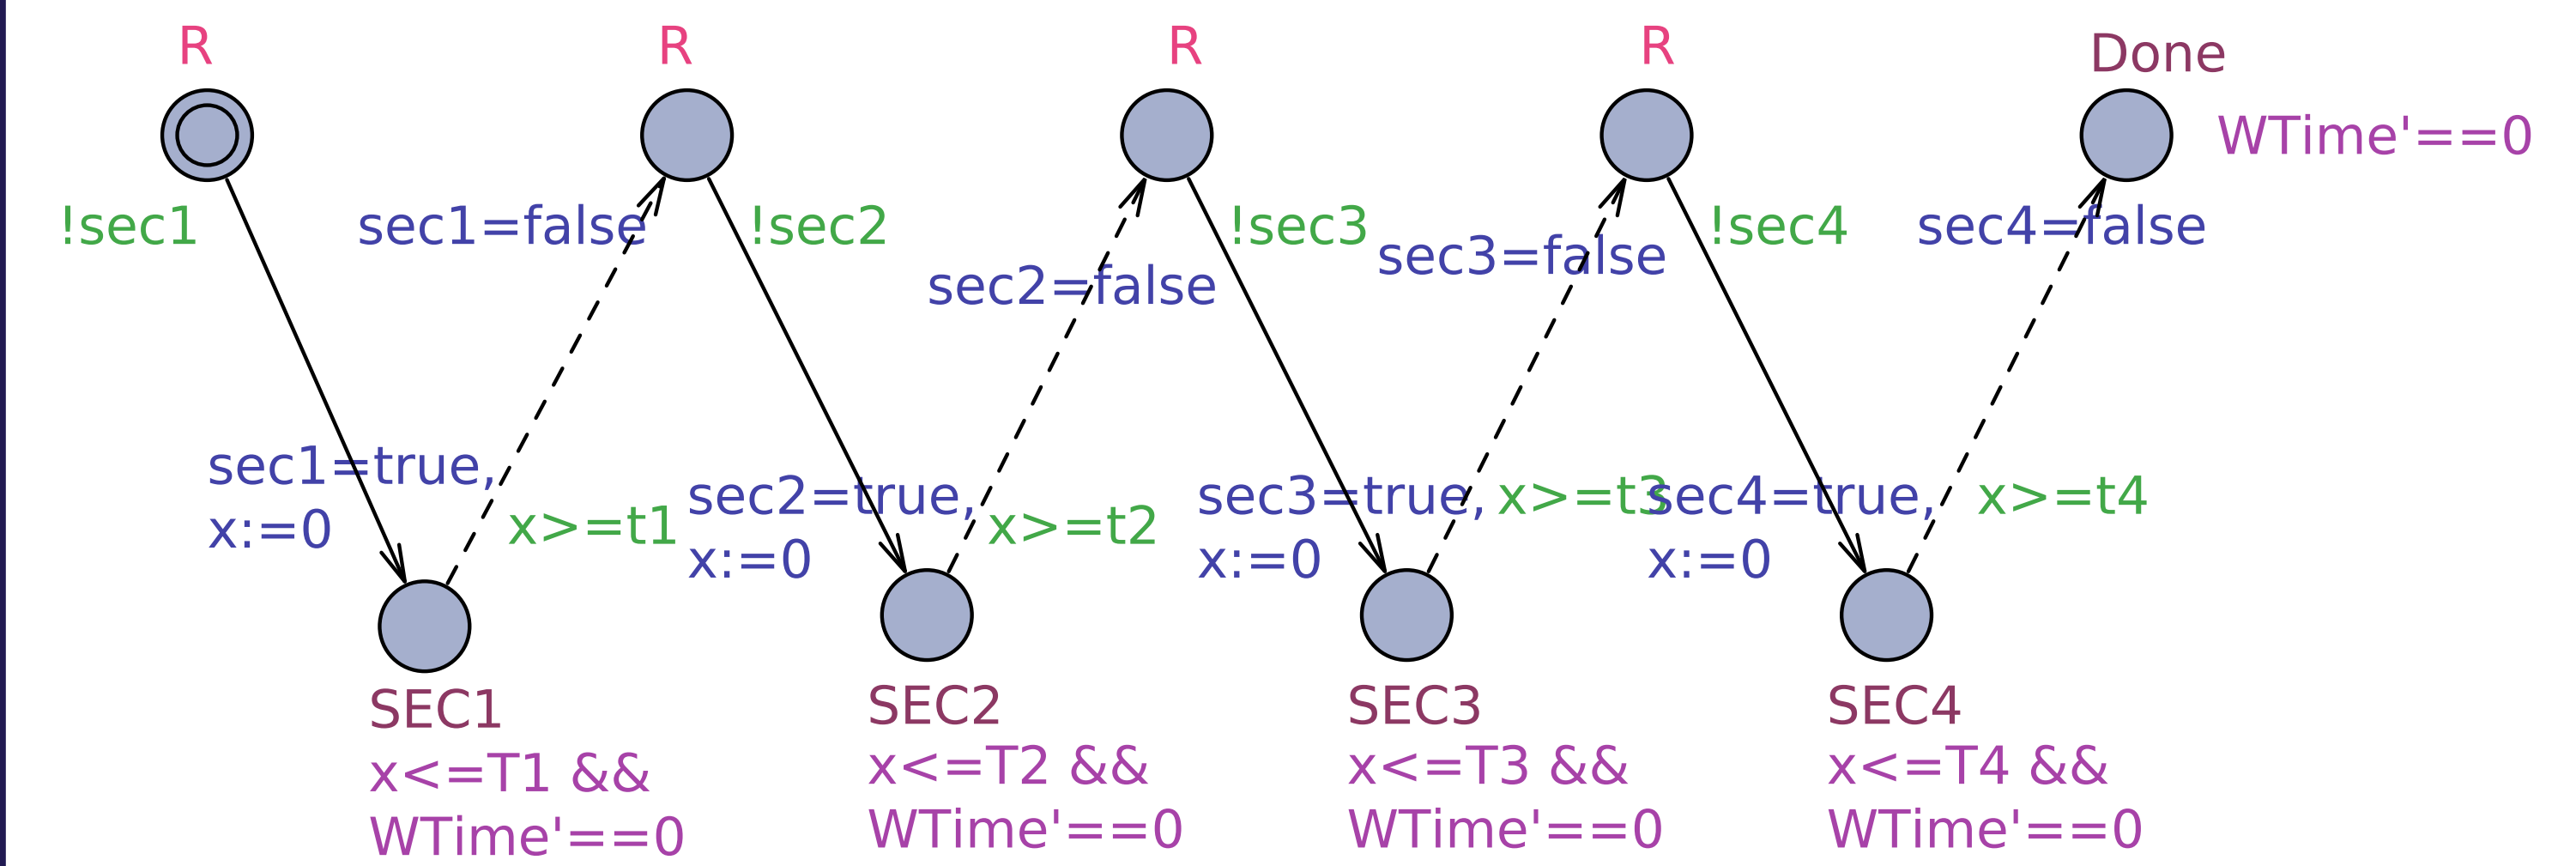 R
R
R
R
Done
WTime'==0
!sec1
sec1=false
!sec2
sec2=false
!sec3
sec3=false
!sec4
sec4=false
sec1=true,
x:=0
x>=t1
sec2=true,
x:=0
x>=t2
sec3=true,
x:=0
x>=t3
sec4=true,
x:=0
x>=t4
SEC1
x<=T1 &&
WTime'==0
SEC2
x<=T2 &&
WTime'==0
SEC3
x<=T3 &&
WTime'==0
SEC4
x<=T4 &&
WTime'==0